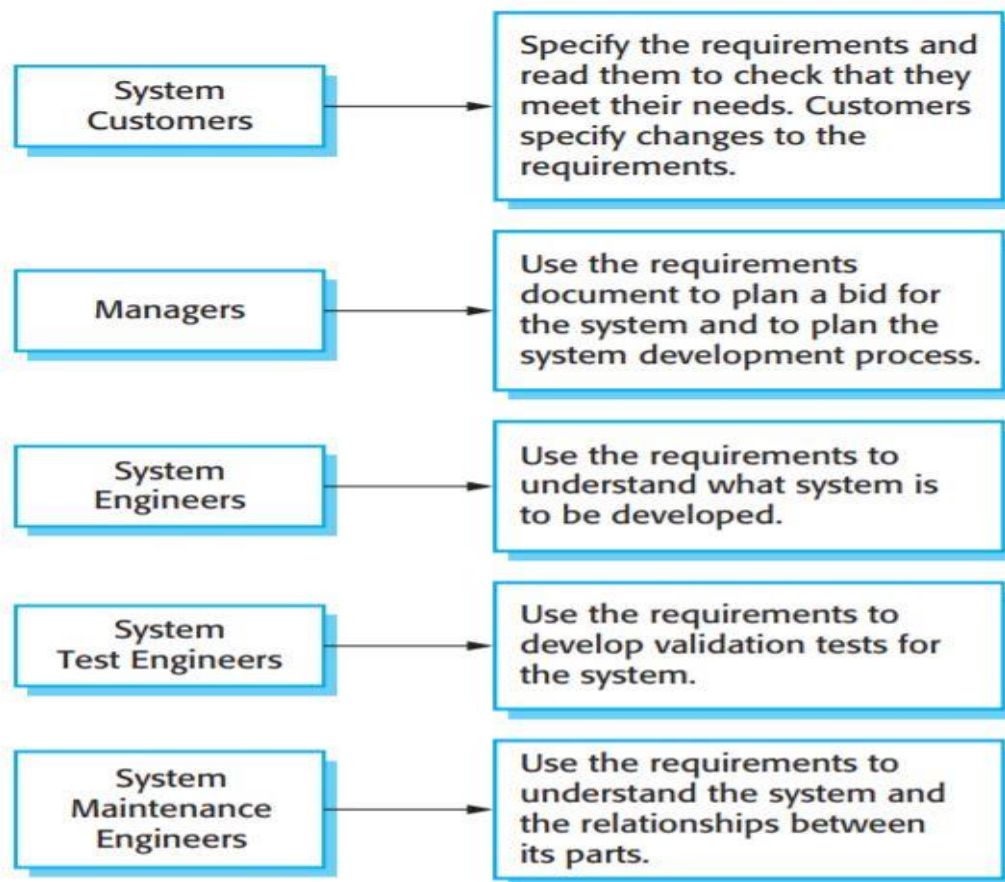 System
Customers
Specify the requirements and
read them to check that they
meet their needs. Customers
specify changes to the
requirements.
Managers
Use the requirements
document to plan a bid for
the system and to plan the
system development process.
System
Engineers
Use the requirements to
understand what system is
to be developed.
System
Test Engineers
Use the requirements to
develop validation tests for
the system.
System
Maintenance
Engineers
Use the requirements to
understand the system and
the relationships between
its parts.